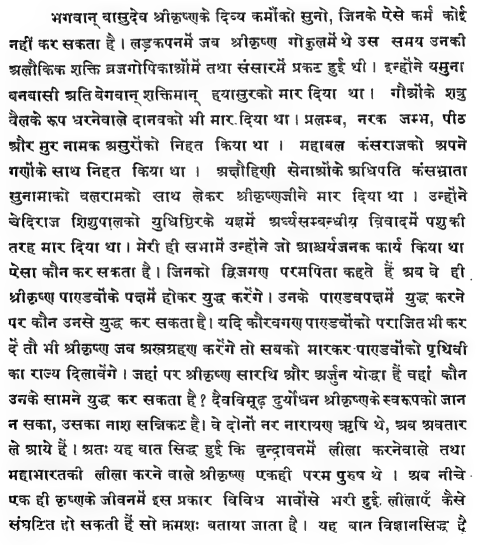 भगवान् वासुदेव श्रीकृष्णके दिव्य कर्मोंको सुनो, जिनके ऐसे कर्म कोई
नहीं कर सकता है। लड़कपनमें जब श्रीकृष्ण गोकुलमें थे उस समय उनकी
अलौकिक शक्ति व्रजगोपिकाओंमें तथा संसारमें प्रकट हुई थी। इन्होंने यमुना
बनबासी अति वेगवान् शक्तिमान् हयासुरको मार दिया था। गौओंके शत्रु
वैलके रूप धरनेवाले दानवको भी मार दिया था। प्रलम्ब, नरक जम्भ, पीठ
और मुर नामक असुरोंको निहत किया था। महाबल कंसराजको अपने
गणोंके साथ निहत किया था। अक्षौहिणी सेनाओंके अधिपति कंसभ्राता
सुनामाको वलरामको साथ लेकर श्रीकृष्णजीने मार दिया था। उन्होंने
चेदिराज शिशुपालको युधिष्ठिरके यज्ञमें अर्घ्यसम्बन्धीय विवादमें पशुकी
तरह मार दिया था। मेरी ही सभामें उन्होंने जो आश्चर्यजनक कार्य किया था
ऐसा कौन कर सकता है। जिनको द्विजगण परमपिता कहते हैं अब वे ही
श्रीकृष्ण पाण्डवोंके पक्षमें होकर युद्ध करेंगे। उनके पाण्डवपक्षमें युद्ध करने
पर कौन उनसे युद्ध कर सकता है। यदि कौरवगण पाण्डवोंको पराजित भी कर
दें तौ भी श्रीकृष्ण जब अस्त्रग्रहण करेंगे तो सबको मारकर पाण्डवोंको पृथिवी
का राज्य दिलावेंगे। जहां पर श्रीकृष्ण सारथि और अर्जुन योद्धा हैं वहां कौन
उनके सामने युद्ध कर सकता है? दैवविमूढ़ दुर्योधन श्रीकृष्णके स्वरूपको जान
न सका, उसका नाश सन्निकट है। वे दोनों नर नारायण ऋषि थे, अब अवतार
ले आये हैं। अतः यह बात सिद्ध हुई कि वृन्दावनमें लीला करनेवाले तथा
महाभारतकी लीला करने वाले श्रीकृष्ण एकही परम पुरुष थे। अब नीचे
एक ही कृष्णके जीवनमें इस प्रकार विविध भावोंसे भरी हुई लीलाएँ कैसे
संघटित हो सकती हैं सो क्रमशः बताया जाता है। यह बात विज्ञानसिद्ध है